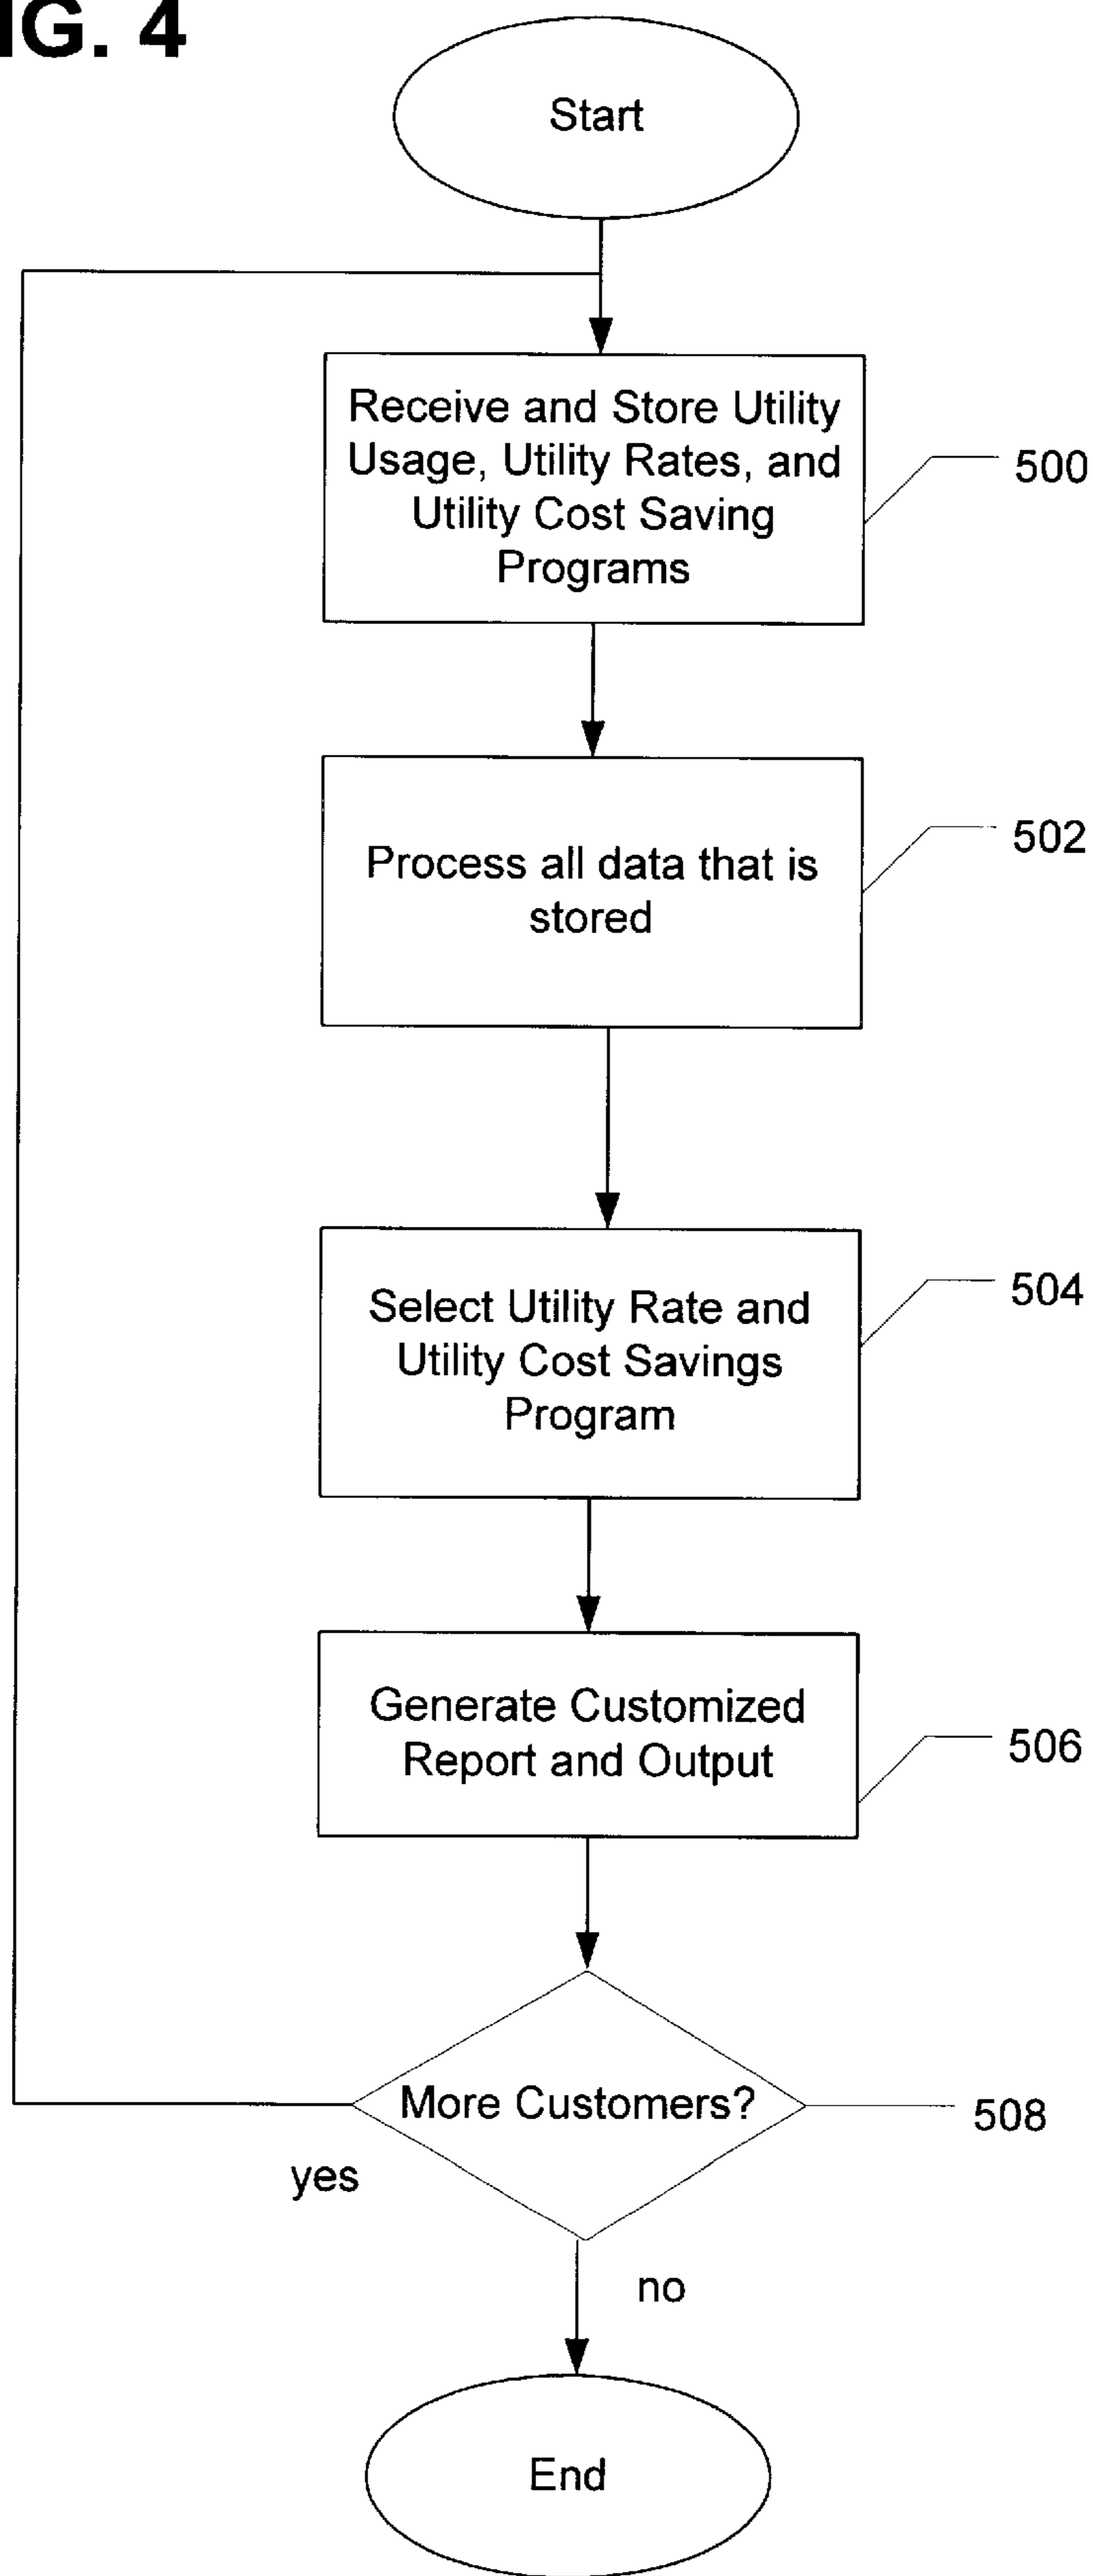 IG. 4
Start
Receive and Store Utility
Usage, Utility Rates, and
Utility Cost Saving
Programs
500
Process all data that is
stored
502
Select Utility Rate and
Utility Cost Savings
Program
504
Generate Customized
Report and Output
506
More Customers?
508
yes
no
End